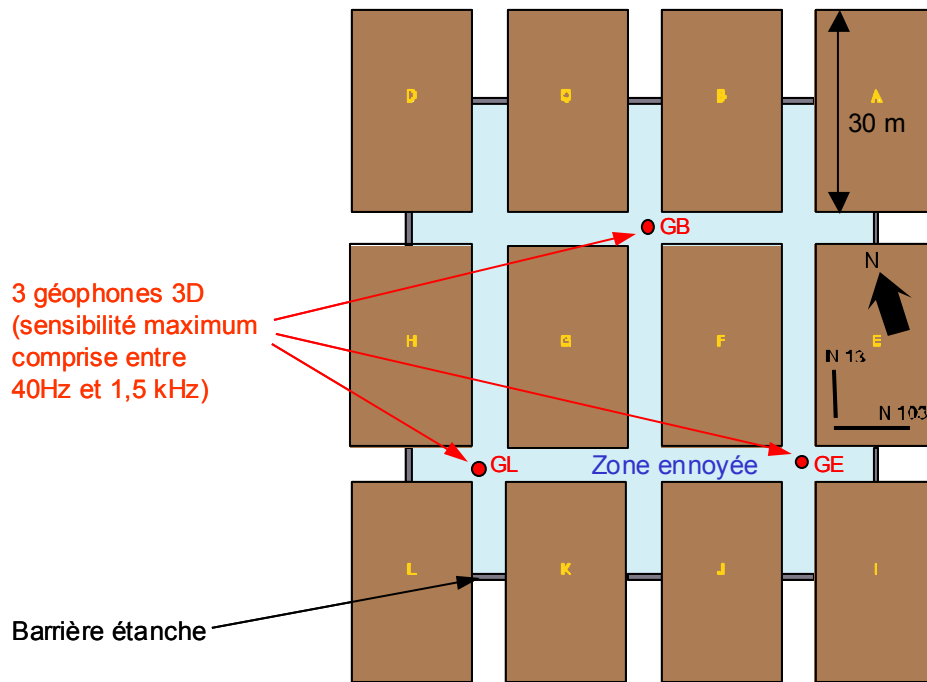 D
Q
B
A
30 m
GB
N
3 géophones 3D
(sensibilité maximum
comprise entre
40Hz et 1,5 kHz)
H
G
F
E
N 13
N 103
GL
Zone ennoyée
GE
L
K
J
I
Barrière étanche